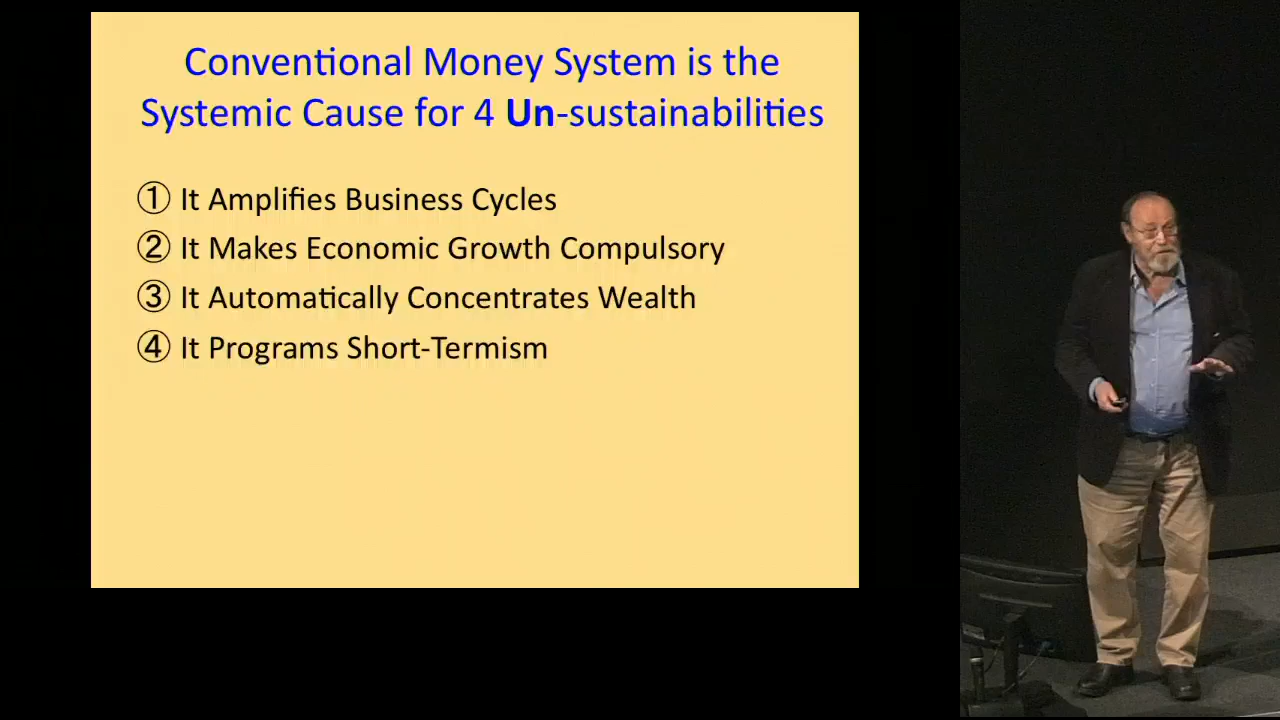 Conventional Money System is the
Systemic Cause for 4 Un-sustainabilities
① It Amplifies Business Cycles
② It Makes Economic Growth Compulsory
③ It Automatically Concentrates Wealth
④ It Programs Short-Termism